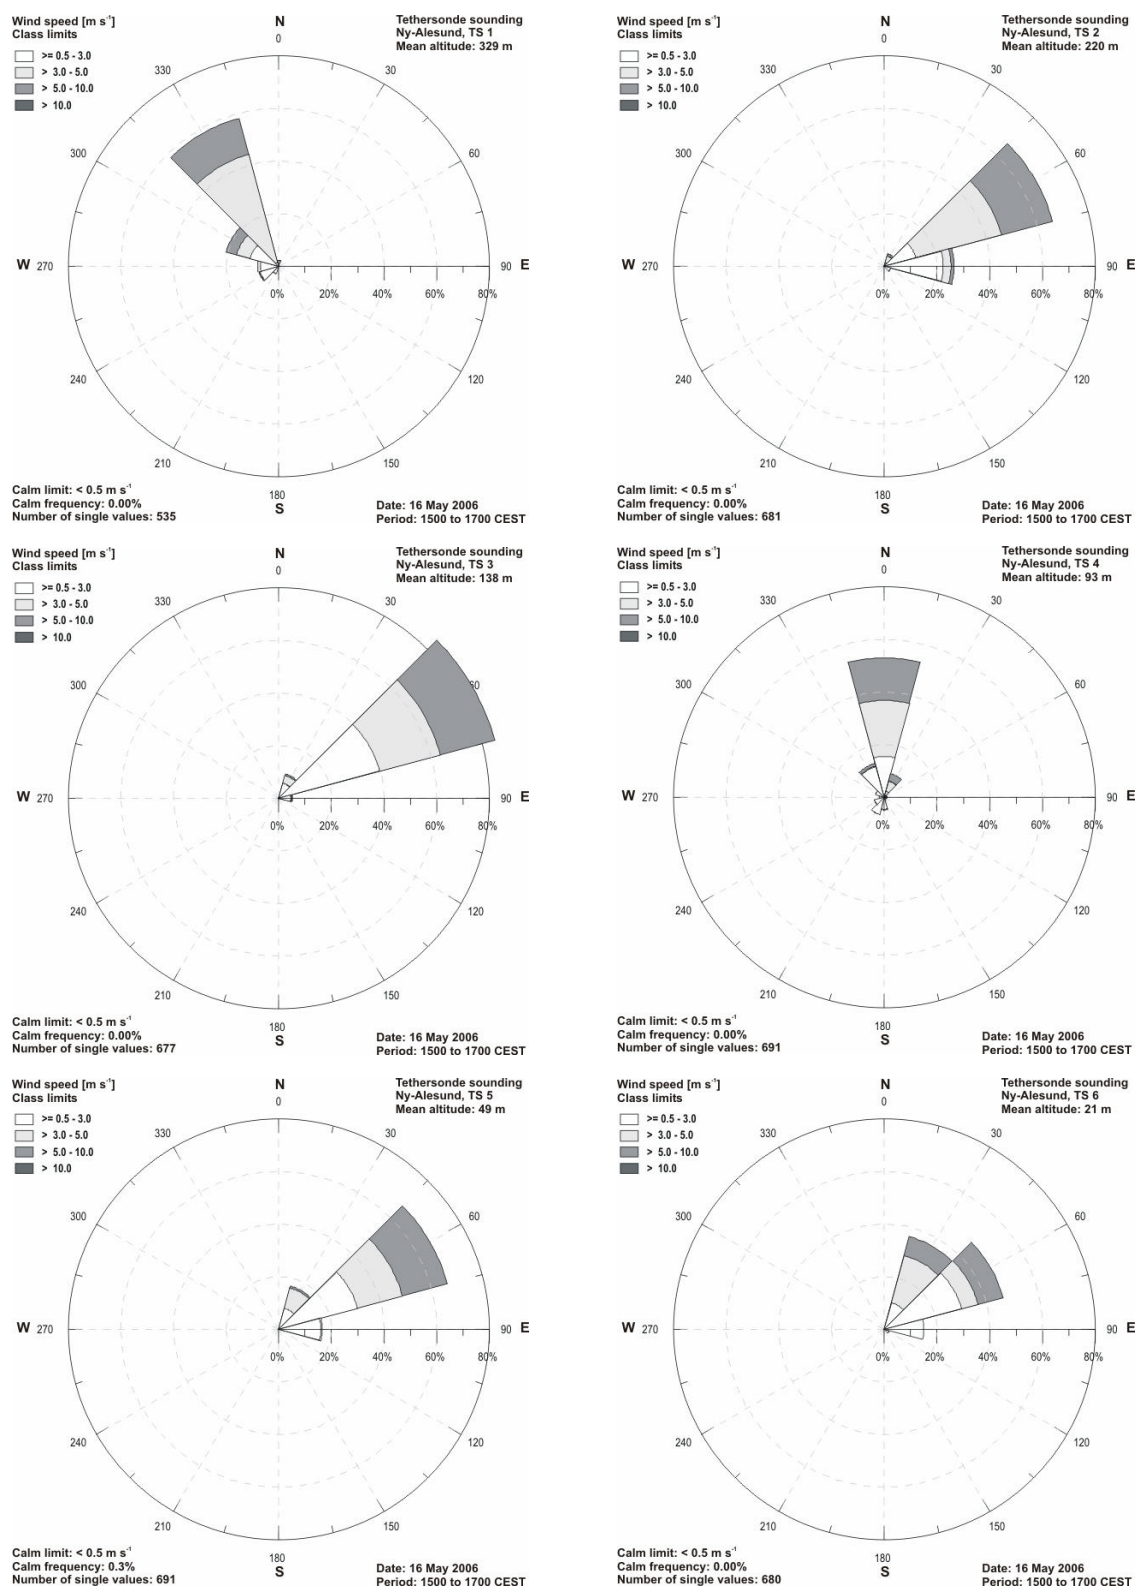 Wind speed [m s⁻¹]
Class limits
>= 0.5 - 3.0
> 3.0 - 5.0
> 5.0 - 10.0
> 10.0
N
0
Tethersonde sounding
Ny-Alesund, TS 1
Mean altitude: 329 m
330
30
300
60
W 270
90 E
0% 20% 40% 60% 80%
240
120
210
150
180
S
Calm limit: < 0.5 m s⁻¹
Calm frequency: 0.00%
Number of single values: 535
Date: 16 May 2006
Period: 1500 to 1700 CEST
Wind speed [m s⁻¹]
Class limits
>= 0.5 - 3.0
> 3.0 - 5.0
> 5.0 - 10.0
> 10.0
N
0
Tethersonde sounding
Ny-Alesund, TS 2
Mean altitude: 220 m
330
30
300
60
W 270
90 E
0% 20% 40% 60% 80%
240
120
210
150
180
S
Calm limit: < 0.5 m s⁻¹
Calm frequency: 0.00%
Number of single values: 681
Date: 16 May 2006
Period: 1500 to 1700 CEST
Wind speed [m s⁻¹]
Class limits
>= 0.5 - 3.0
> 3.0 - 5.0
> 5.0 - 10.0
> 10.0
N
0
Tethersonde sounding
Ny-Alesund, TS 3
Mean altitude: 138 m
330
30
300
60
W 270
90 E
0% 20% 40% 60% 80%
240
120
210
150
180
S
Calm limit: < 0.5 m s⁻¹
Calm frequency: 0.00%
Number of single values: 677
Date: 16 May 2006
Period: 1500 to 1700 CEST
Wind speed [m s⁻¹]
Class limits
>= 0.5 - 3.0
> 3.0 - 5.0
> 5.0 - 10.0
> 10.0
N
0
Tethersonde sounding
Ny-Alesund, TS 4
Mean altitude: 93 m
330
30
300
60
W 270
90 E
0% 20% 40% 60% 80%
240
120
210
150
180
S
Calm limit: < 0.5 m s⁻¹
Calm frequency: 0.00%
Number of single values: 691
Date: 16 May 2006
Period: 1500 to 1700 CEST
Wind speed [m s⁻¹]
Class limits
>= 0.5 - 3.0
> 3.0 - 5.0
> 5.0 - 10.0
> 10.0
N
0
Tethersonde sounding
Ny-Alesund, TS 5
Mean altitude: 49 m
330
30
300
60
W 270
90 E
0% 20% 40% 60% 80%
240
120
210
150
180
S
Calm limit: < 0.5 m s⁻¹
Calm frequency: 0.3%
Number of single values: 691
Date: 16 May 2006
Period: 1500 to 1700 CEST
Wind speed [m s⁻¹]
Class limits
>= 0.5 - 3.0
> 3.0 - 5.0
> 5.0 - 10.0
> 10.0
N
0
Tethersonde sounding
Ny-Alesund, TS 6
Mean altitude: 21 m
330
30
300
60
W 270
90 E
0% 20% 40% 60% 80%
240
120
210
150
180
S
Calm limit: < 0.5 m s⁻¹
Calm frequency: 0.00%
Number of single values: 680
Date: 16 May 2006
Period: 1500 to 1700 CEST